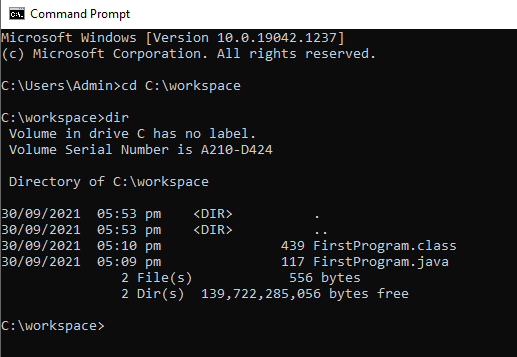 Command Prompt
Microsoft Windows [Version 10.0.19042.1237]
(c) Microsoft Corporation. All rights reserved.
C:\Users\Admin>cd C:\workspace
C:\workspace>dir
 Volume in drive C has no label.
 Volume Serial Number is A210-D424
 Directory of C:\workspace
30/09/2021  05:53 pm    <DIR>          .
30/09/2021  05:53 pm    <DIR>          ..
30/09/2021  05:10 pm               439 FirstProgram.class
30/09/2021  05:09 pm               117 FirstProgram.java
               2 File(s)            556 bytes
               2 Dir(s)  139,722,285,056 bytes free
C:\workspace>